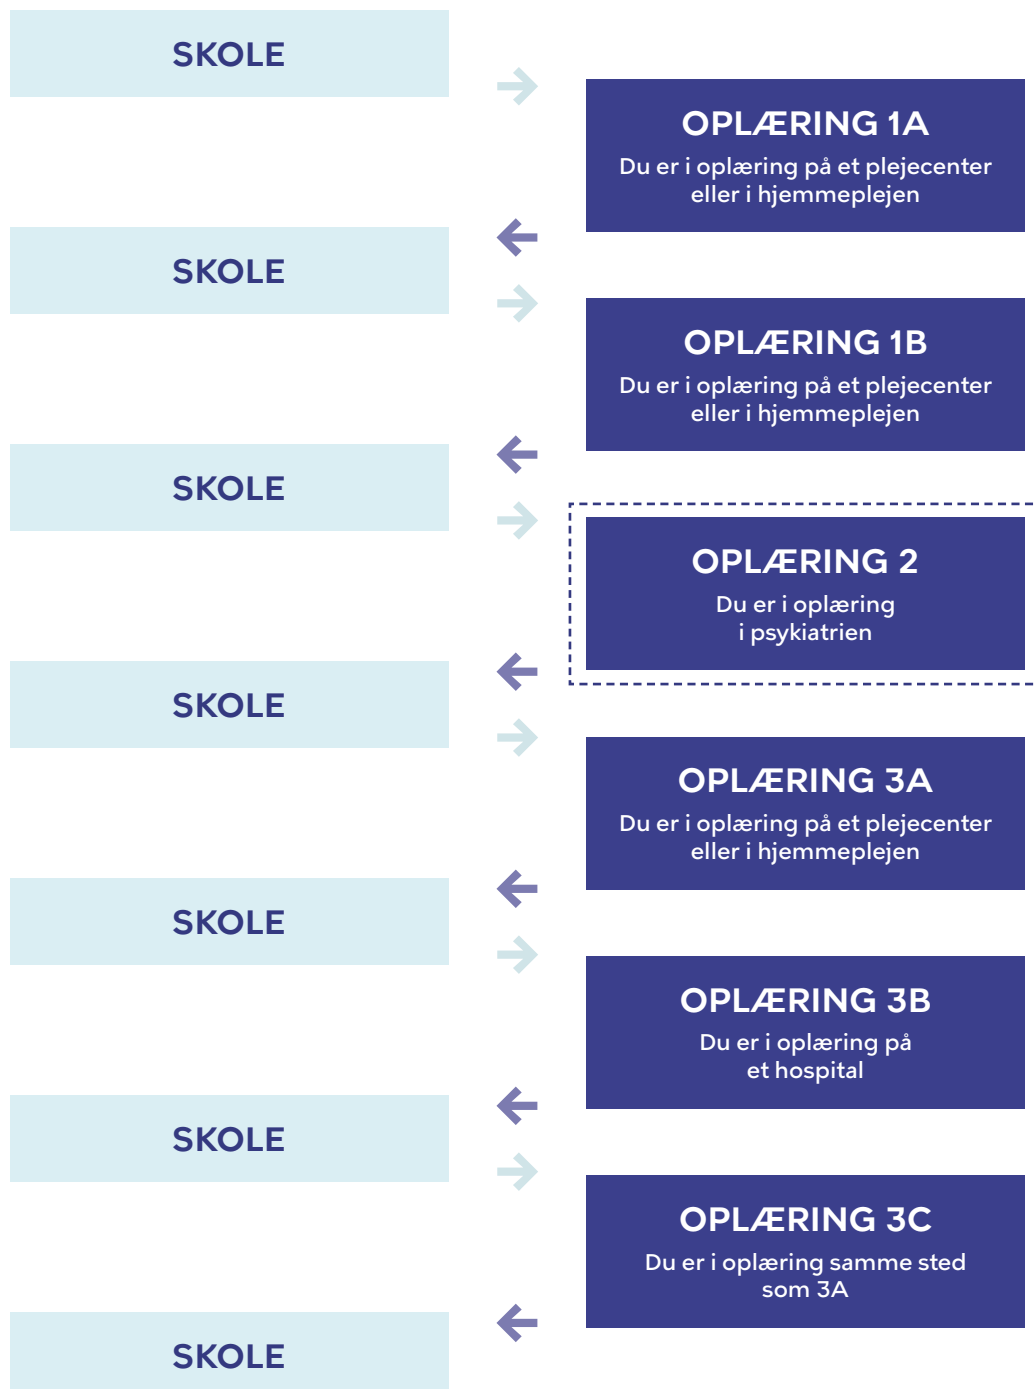 SKOLE
OPLÆRING 1A
Du er i oplæring på et plejecenter
eller i hjemmeplejen
SKOLE
OPLÆRING 1B
Du er i oplæring på et plejecenter
eller i hjemmeplejen
SKOLE
OPLÆRING 2
Du er i oplæring
i psykiatrien
SKOLE
OPLÆRING 3A
Du er i oplæring på et plejecenter
eller i hjemmeplejen
SKOLE
OPLÆRING 3B
Du er i oplæring på
et hospital
SKOLE
OPLÆRING 3C
Du er i oplæring samme sted
som 3A
SKOLE